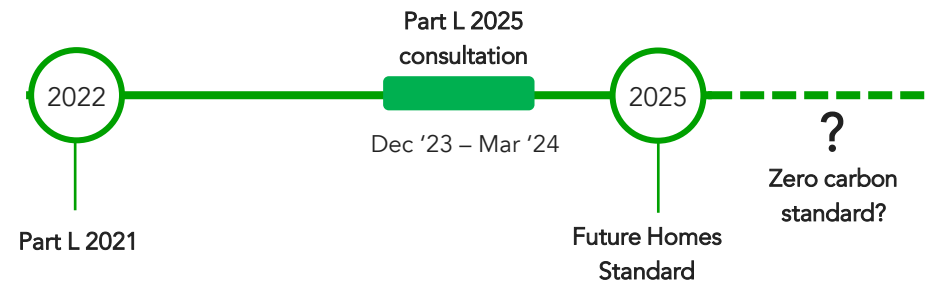 Part L 2025
consultation
2022
2025
Dec ‘23 – Mar ‘24
?
Zero carbon
standard?
Part L 2021
Future Homes
Standard